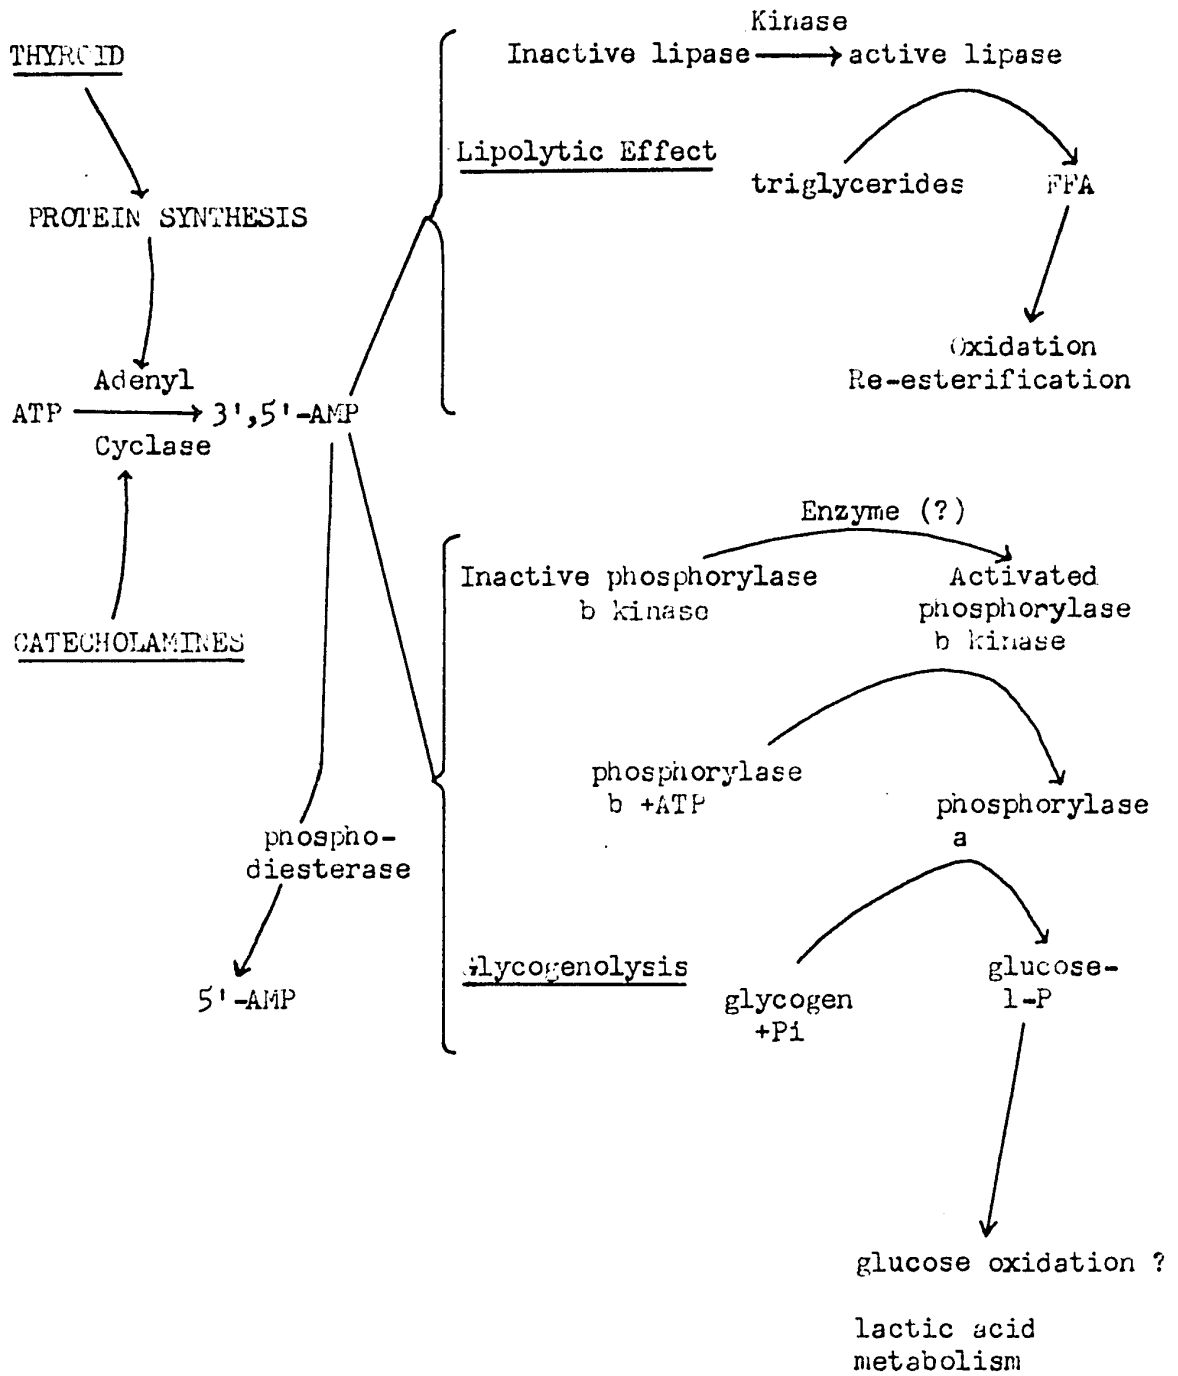 THYROID
PROTEIN SYNTHESIS
Adenyl
ATP 3',5'-AMP
Cyclase
CATECHOLAMINES
phospho-
diesterase
5'-AMP
Kinase
Inactive lipase active lipase
Lipolytic Effect
triglycerides FFA
Oxidation
Re-esterification
Enzyme (?)
Inactive phosphorylase
b kinase
Activated
phosphorylase
b kinase
phosphorylase
b +ATP
phosphorylase
a
Glycogenolysis
glycogen
+Pi
glucose-
1-P
glucose oxidation ?
lactic acid
metabolism